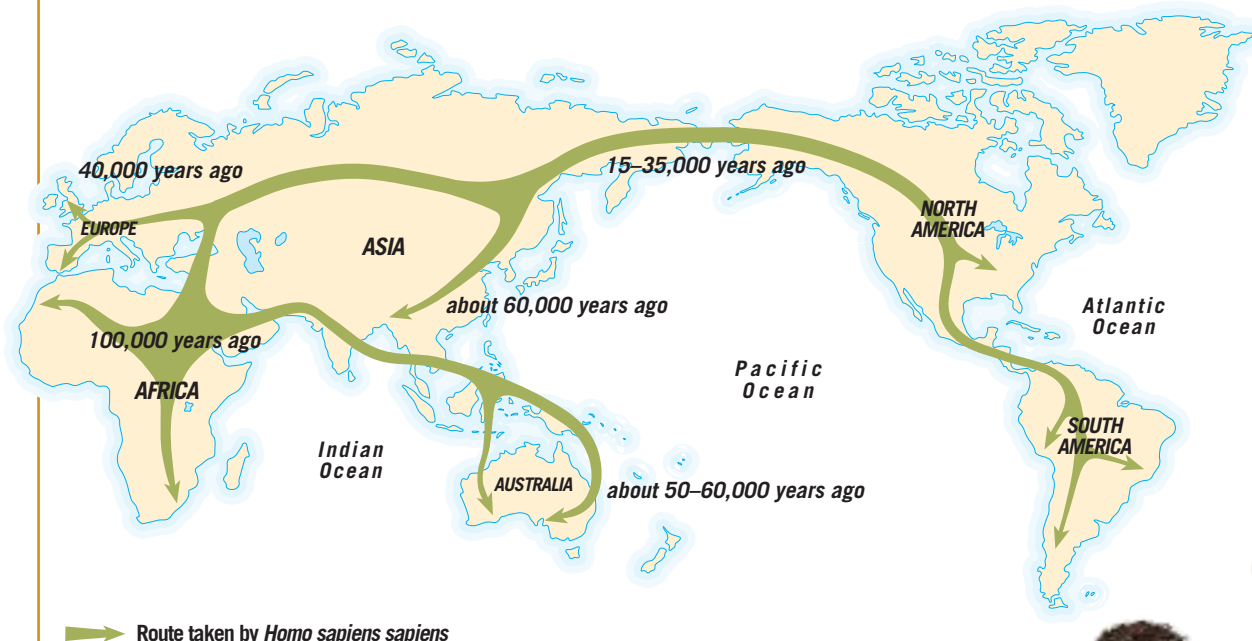 40,000 years ago
15–35,000 years ago
EUROPE
ASIA
NORTH
AMERICA
about 60,000 years ago
Atlantic
Ocean
100,000 years ago
AFRICA
Pacific
Ocean
Indian
Ocean
SOUTH
AMERICA
AUSTRALIA
about 50–60,000 years ago
Route taken by Homo sapiens sapiens